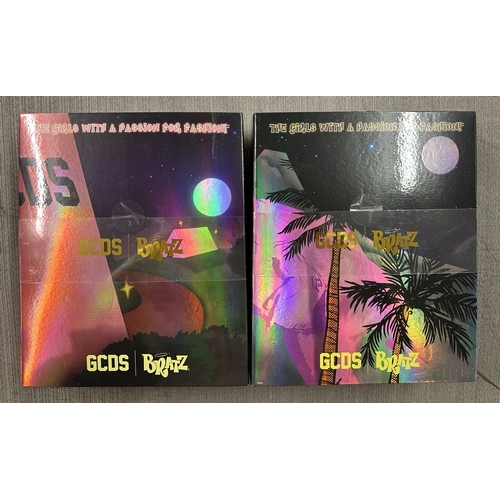 THE GIRLS WITH A PASSION FOR FASHION!
CDS
GCDS BRATZ
GCDS BRATZ
THE GIRLS WITH A PASSION FOR FASHION!
GCDS BRATZ
GCDS BRATZ